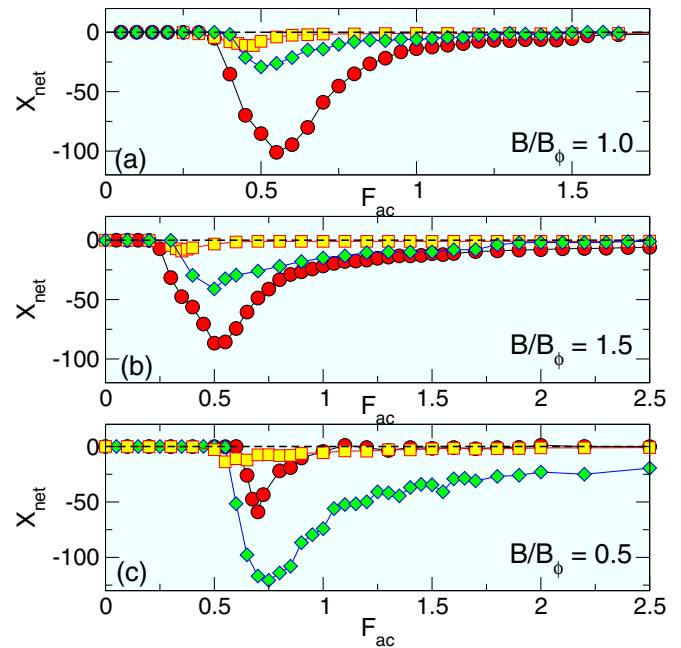 0
-50
-100
X_net
(a)
B/B_ϕ = 1.0
0 0.5 1 1.5
F_ac
0
-50
-100
X_net
(b)
B/B_ϕ = 1.5
0 0.5 1 1.5 2 2.5
F_ac
0
-50
-100
X_net
(c)
B/B_ϕ = 0.5
0 0.5 1 1.5 2 2.5
F_ac